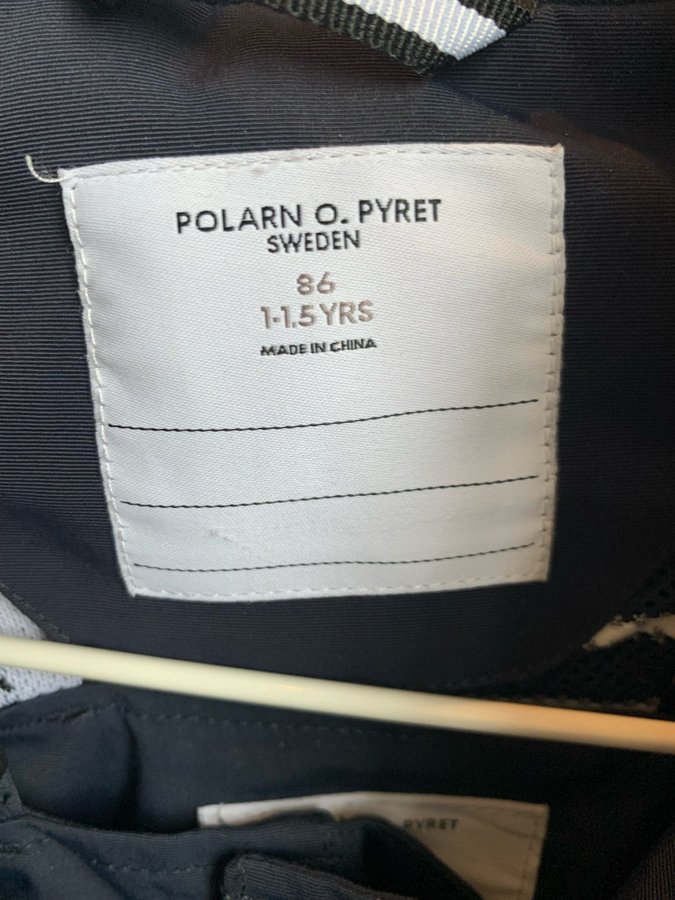 POLARN O. PYRET
SWEDEN
86
1-1.5 YRS
MADE IN CHINA
PYRET